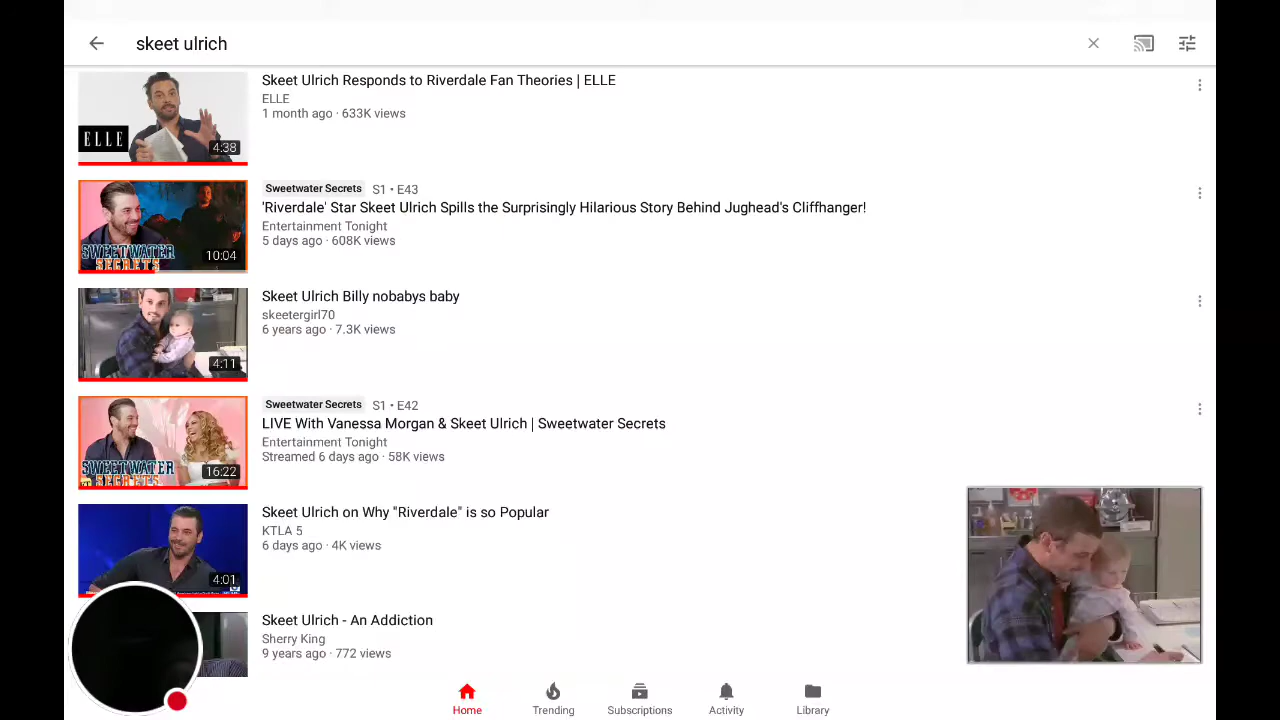 skeet ulrich
Skeet Ulrich Responds to Riverdale Fan Theories | ELLE
ELLE
1 month ago · 633K views
ELLE
4:38
Sweetwater Secrets S1 • E43
'Riverdale' Star Skeet Ulrich Spills the Surprisingly Hilarious Story Behind Jughead's Cliffhanger!
Entertainment Tonight
5 days ago · 608K views
SWEETWATER
SECRETS
10:04
Skeet Ulrich Billy nobabys baby
skeetergirl70
6 years ago · 7.3K views
4:11
Sweetwater Secrets S1 • E42
LIVE With Vanessa Morgan & Skeet Ulrich | Sweetwater Secrets
Entertainment Tonight
Streamed 6 days ago · 58K views
SWEETWATER
SECRETS
16:22
Skeet Ulrich on Why "Riverdale" is so Popular
KTLA 5
6 days ago · 4K views
4:01
Skeet Ulrich - An Addiction
Sherry King
9 years ago · 772 views
Home
Trending
Subscriptions
Activity
Library